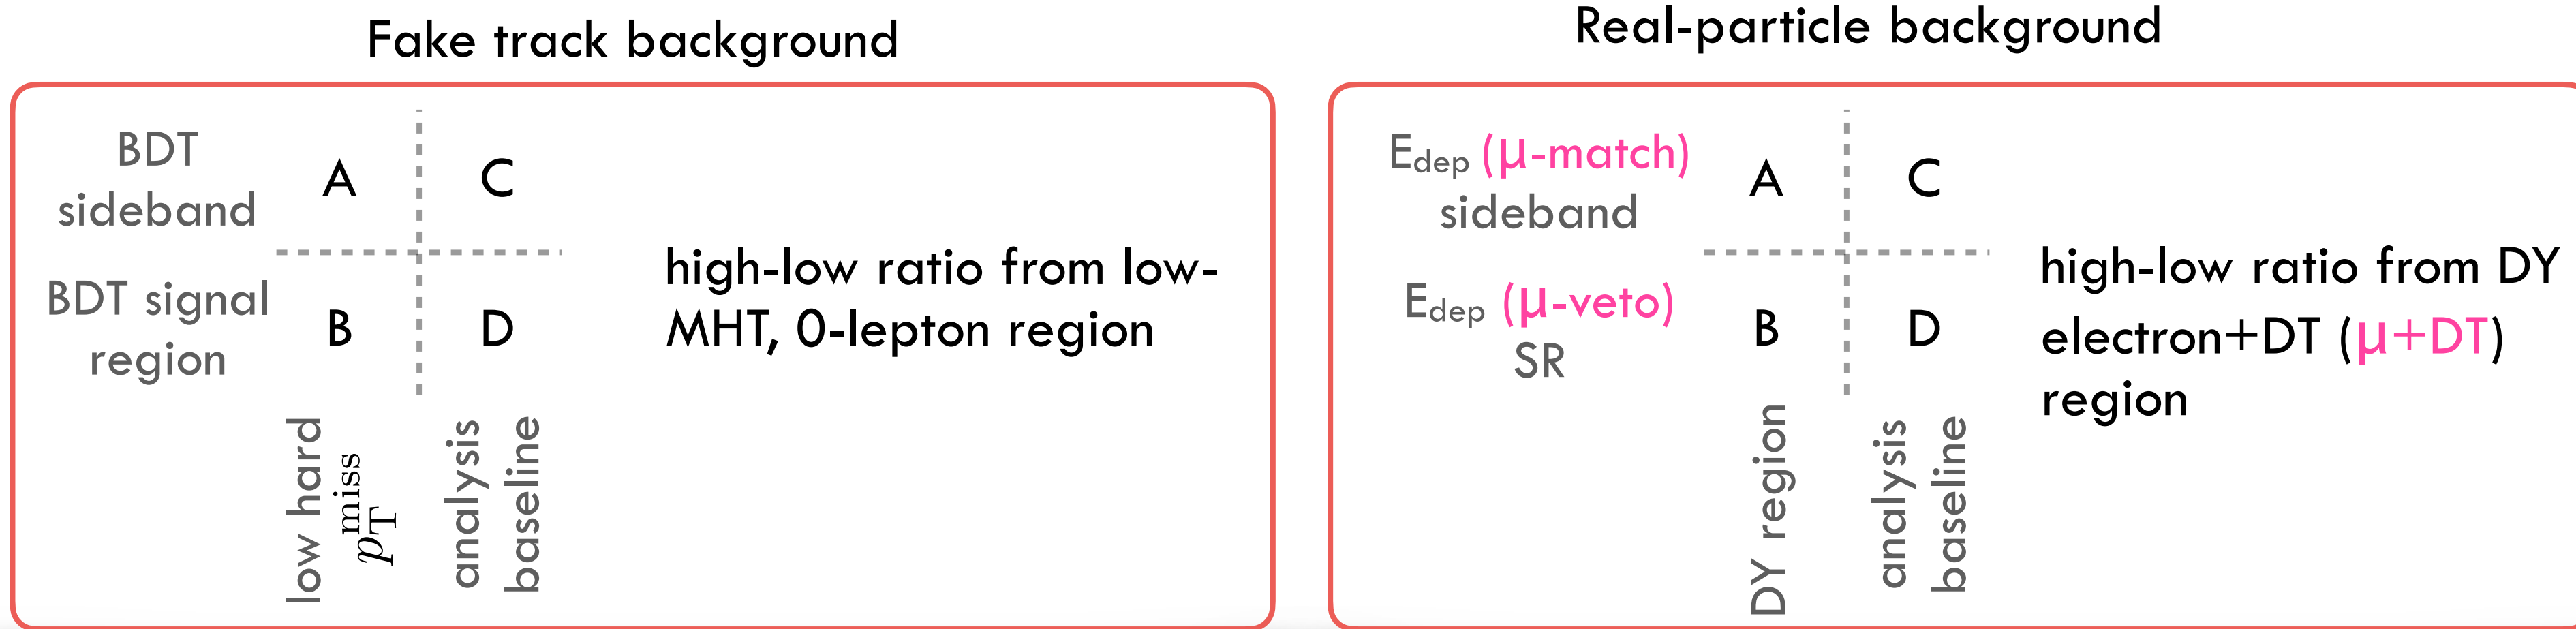 Fake track background
BDT
sideband
A
C
BDT signal
region
B
D
low hard
p_T^miss
analysis
baseline
high-low ratio from low-
MHT, 0-lepton region
Real-particle background
E_dep (μ-match)
sideband
A
C
E_dep (μ-veto)
SR
B
D
DY region
analysis
baseline
high-low ratio from DY
electron+DT (μ+DT)
region